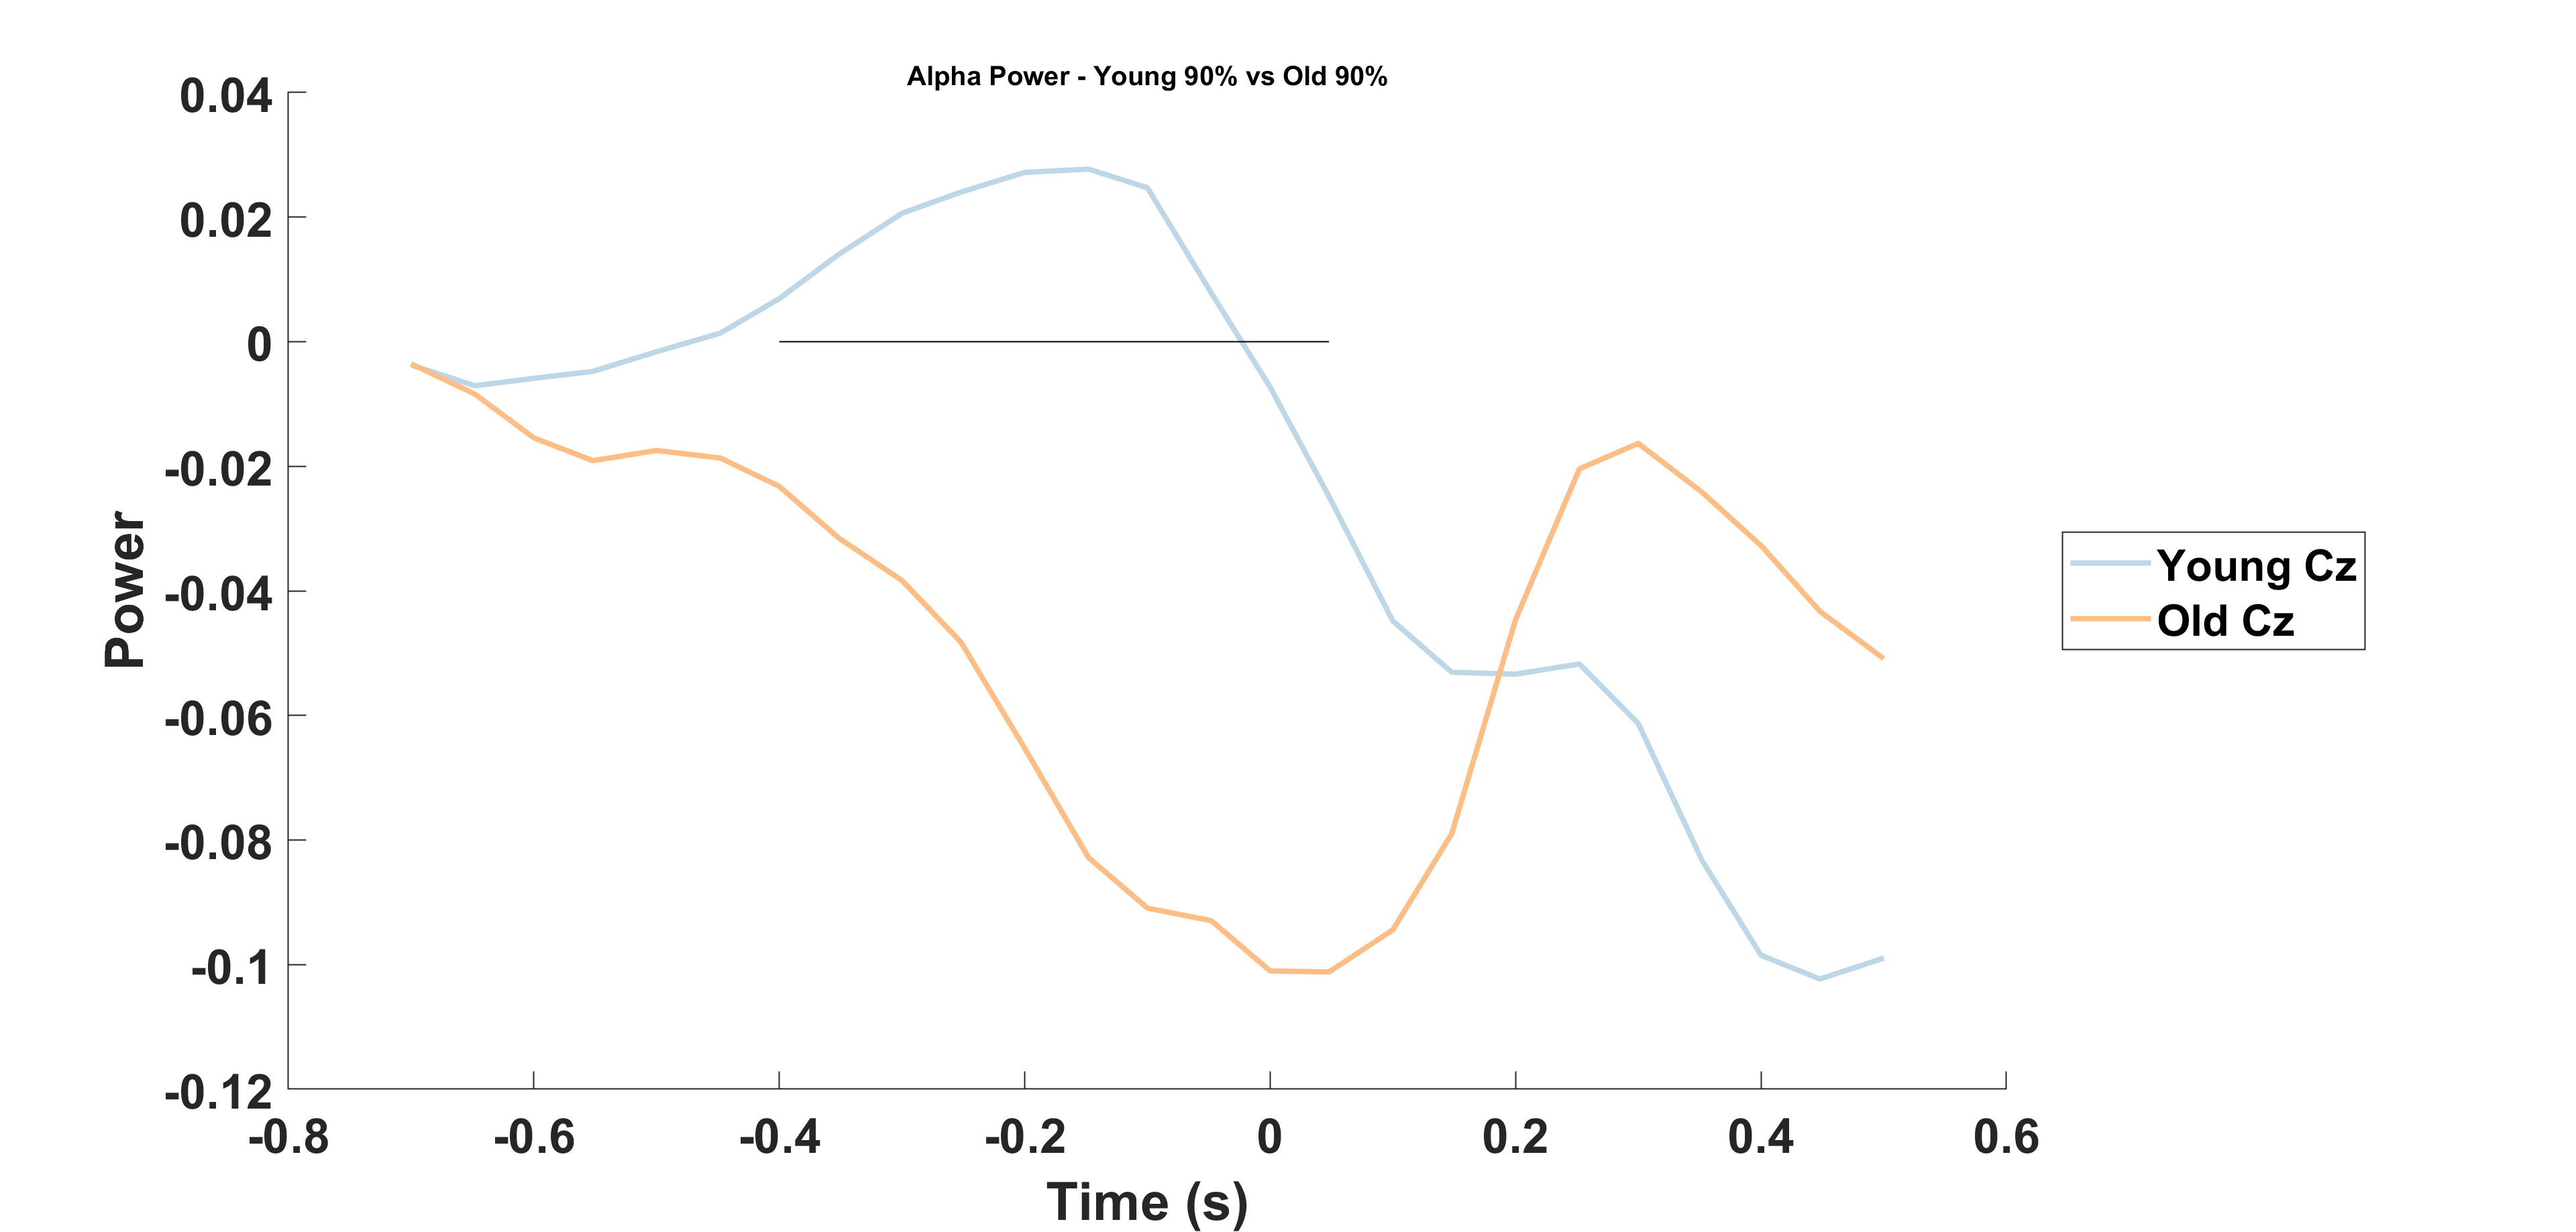 Alpha Power - Young 90% vs Old 90%
0.04
0.02
0
-0.02
-0.04
-0.06
-0.08
-0.1
-0.12
Power
-0.8 -0.6 -0.4 -0.2 0 0.2 0.4 0.6
Time (s)
Young Cz
Old Cz